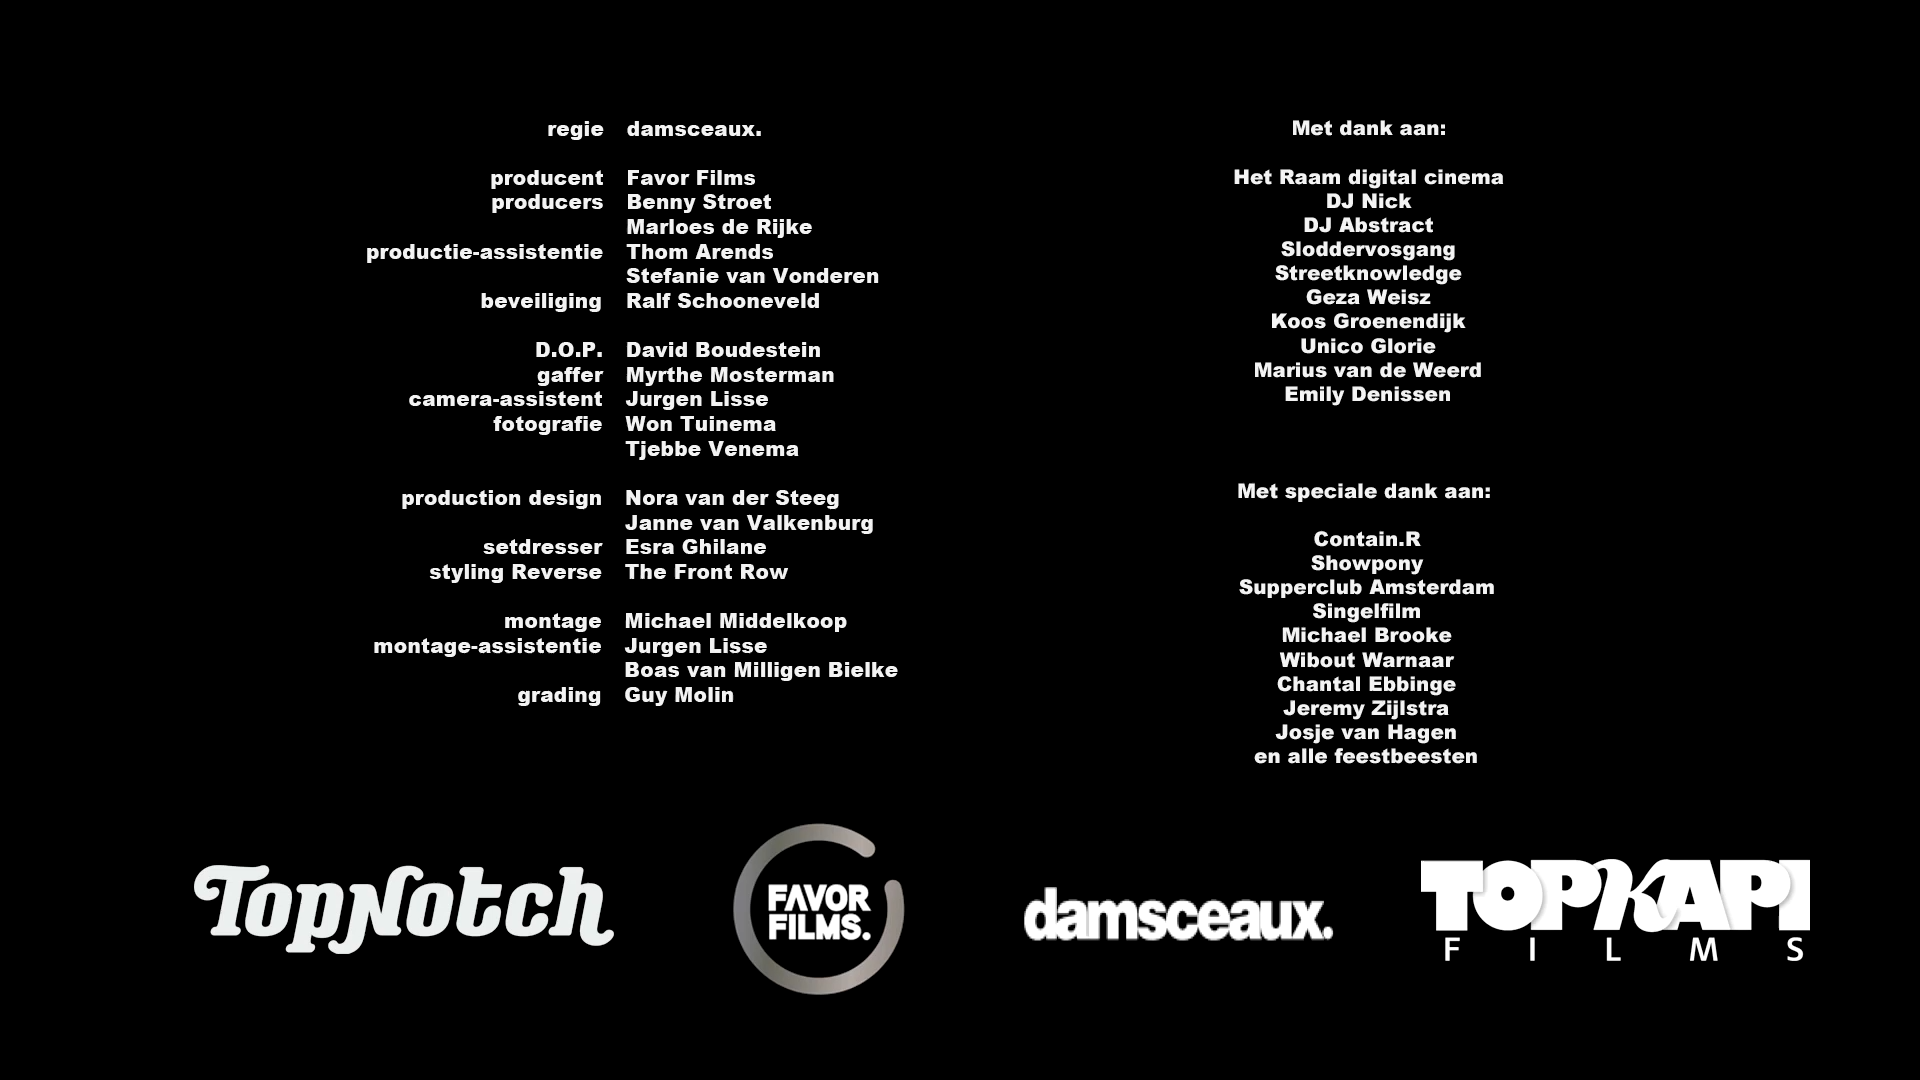 regie damsceaux.
producent Favor Films
producers Benny Stroet
Marloes de Rijke
productie-assistentie Thom Arends
Stefanie van Vonderen
beveiliging Ralf Schooneveld
D.O.P. David Boudestein
gaffer Myrthe Mosterman
camera-assistent Jurgen Lisse
fotografie Won Tuinema
Tjebbe Venema
production design Nora van der Steeg
Janne van Valkenburg
setdresser Esra Ghilane
styling Reverse The Front Row
montage Michael Middelkoop
montage-assistentie Jurgen Lisse
Boas van Milligen Bielke
grading Guy Molin
Met dank aan:
Het Raam digital cinema
DJ Nick
DJ Abstract
Sloddervosgang
Streetknowledge
Geza Weisz
Koos Groenendijk
Unico Glorie
Marius van de Weerd
Emily Denissen
Met speciale dank aan:
Contain.R
Showpony
Supperclub Amsterdam
Singelfilm
Michael Brooke
Wibout Warnaar
Chantal Ebbinge
Jeremy Zijlstra
Josje van Hagen
en alle feestbeesten
TopNotch
FAVOR
FILMS.
damsceaux.
TOPKAPI
FILMS